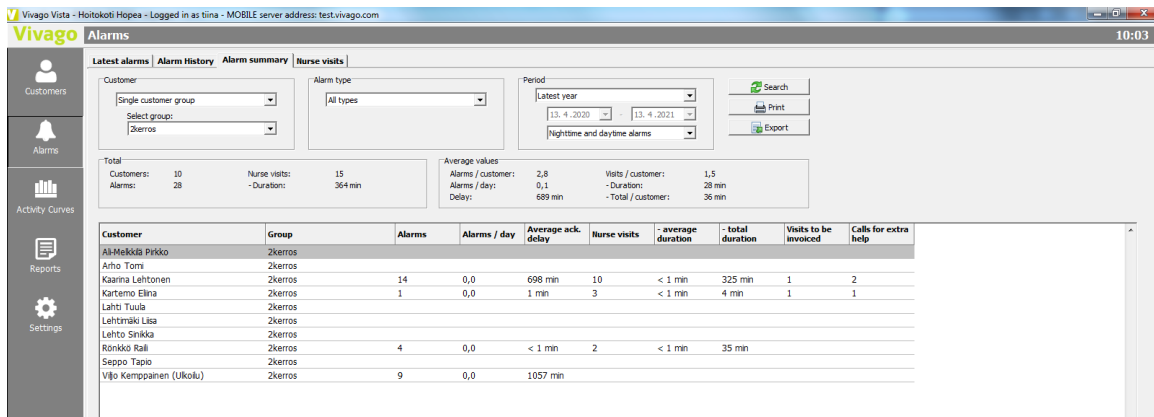 Vivago Vista - Hoitokoti Hopea - Logged in as tiina - MOBILE server address: test.vivago.com
Vivago Alarms 10:03
Customers
Alarms
Activity Curves
Reports
Settings
Latest alarms Alarm History Alarm summary Nurse visits
Customer
Single customer group
Select group:
2kerros
Alarm type
All types
Period
Latest year
13. 4.2020 - 13. 4.2021
Nighttime and daytime alarms
Search
Print
Export
Total
Customers: 10 Nurse visits: 15
Alarms: 28 - Duration: 364 min
Average values
Alarms / customer: 2,8 Visits / customer: 1,5
Alarms / day: 0,1 - Duration: 28 min
Delay: 689 min - Total / customer: 36 min
Customer Group Alarms Alarms / day Average ack. delay Nurse visits - average duration - total duration Visits to be invoiced Calls for extra help
Ali-Melkkilä Pirkko 2kerros
Arho Tomi 2kerros
Kaarina Lehtonen 2kerros 14 0,0 698 min 10 < 1 min 325 min 1 2
Kartemo Elina 2kerros 1 0,0 1 min 3 < 1 min 4 min 1 1
Lahti Tuula 2kerros
Lehtimäki Liisa 2kerros
Lehto Sinikka 2kerros
Rönkkö Raili 2kerros 4 0,0 < 1 min 2 < 1 min 35 min
Seppo Tapio 2kerros
Viljo Kemppainen (Ulkoilu) 2kerros 9 0,0 1057 min